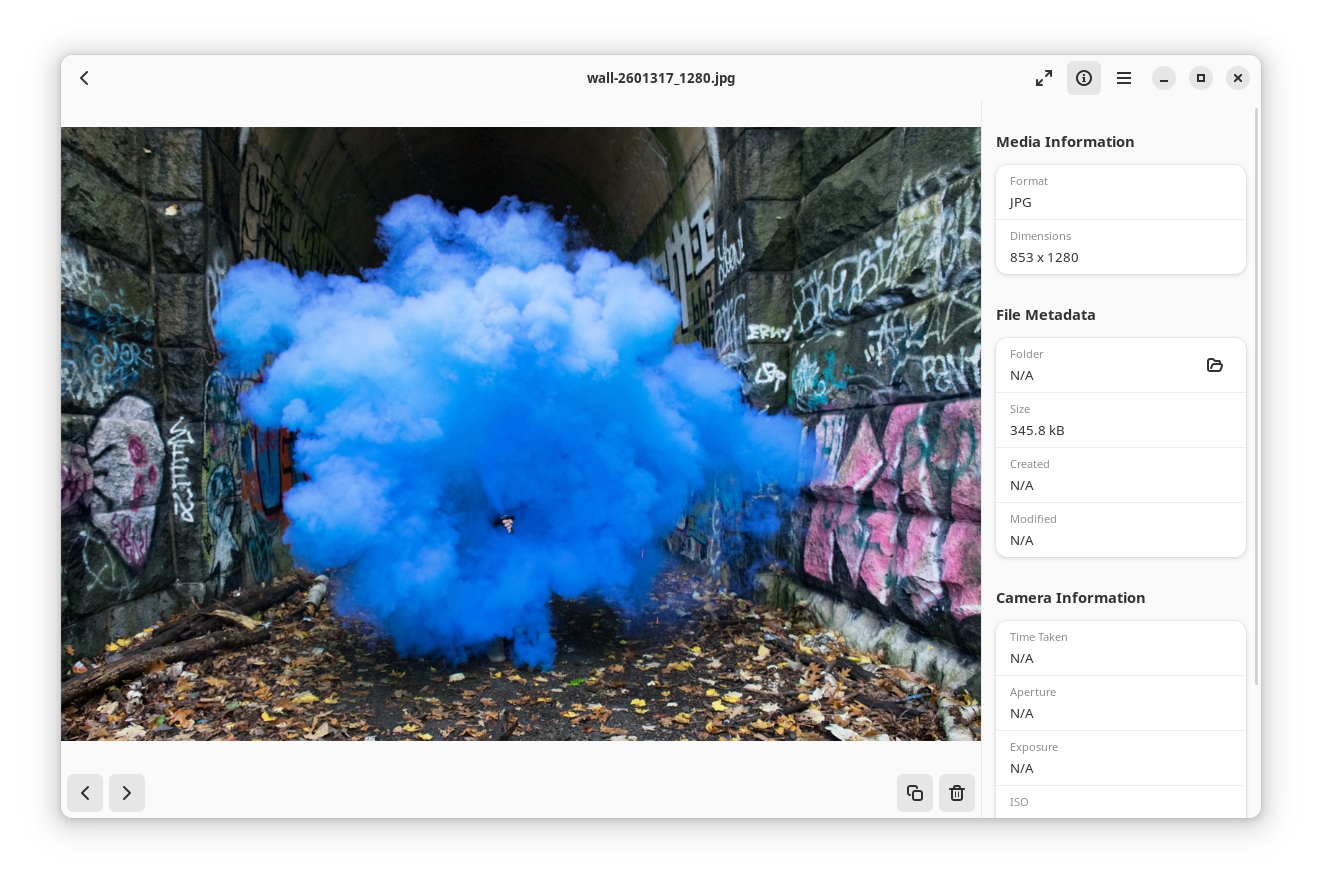 wall-2601317_1280.jpg
Media Information
Format
JPG
Dimensions
853 x 1280
File Metadata
Folder
N/A
Size
345.8 kB
Created
N/A
Modified
N/A
Camera Information
Time Taken
N/A
Aperture
N/A
Exposure
N/A
ISO